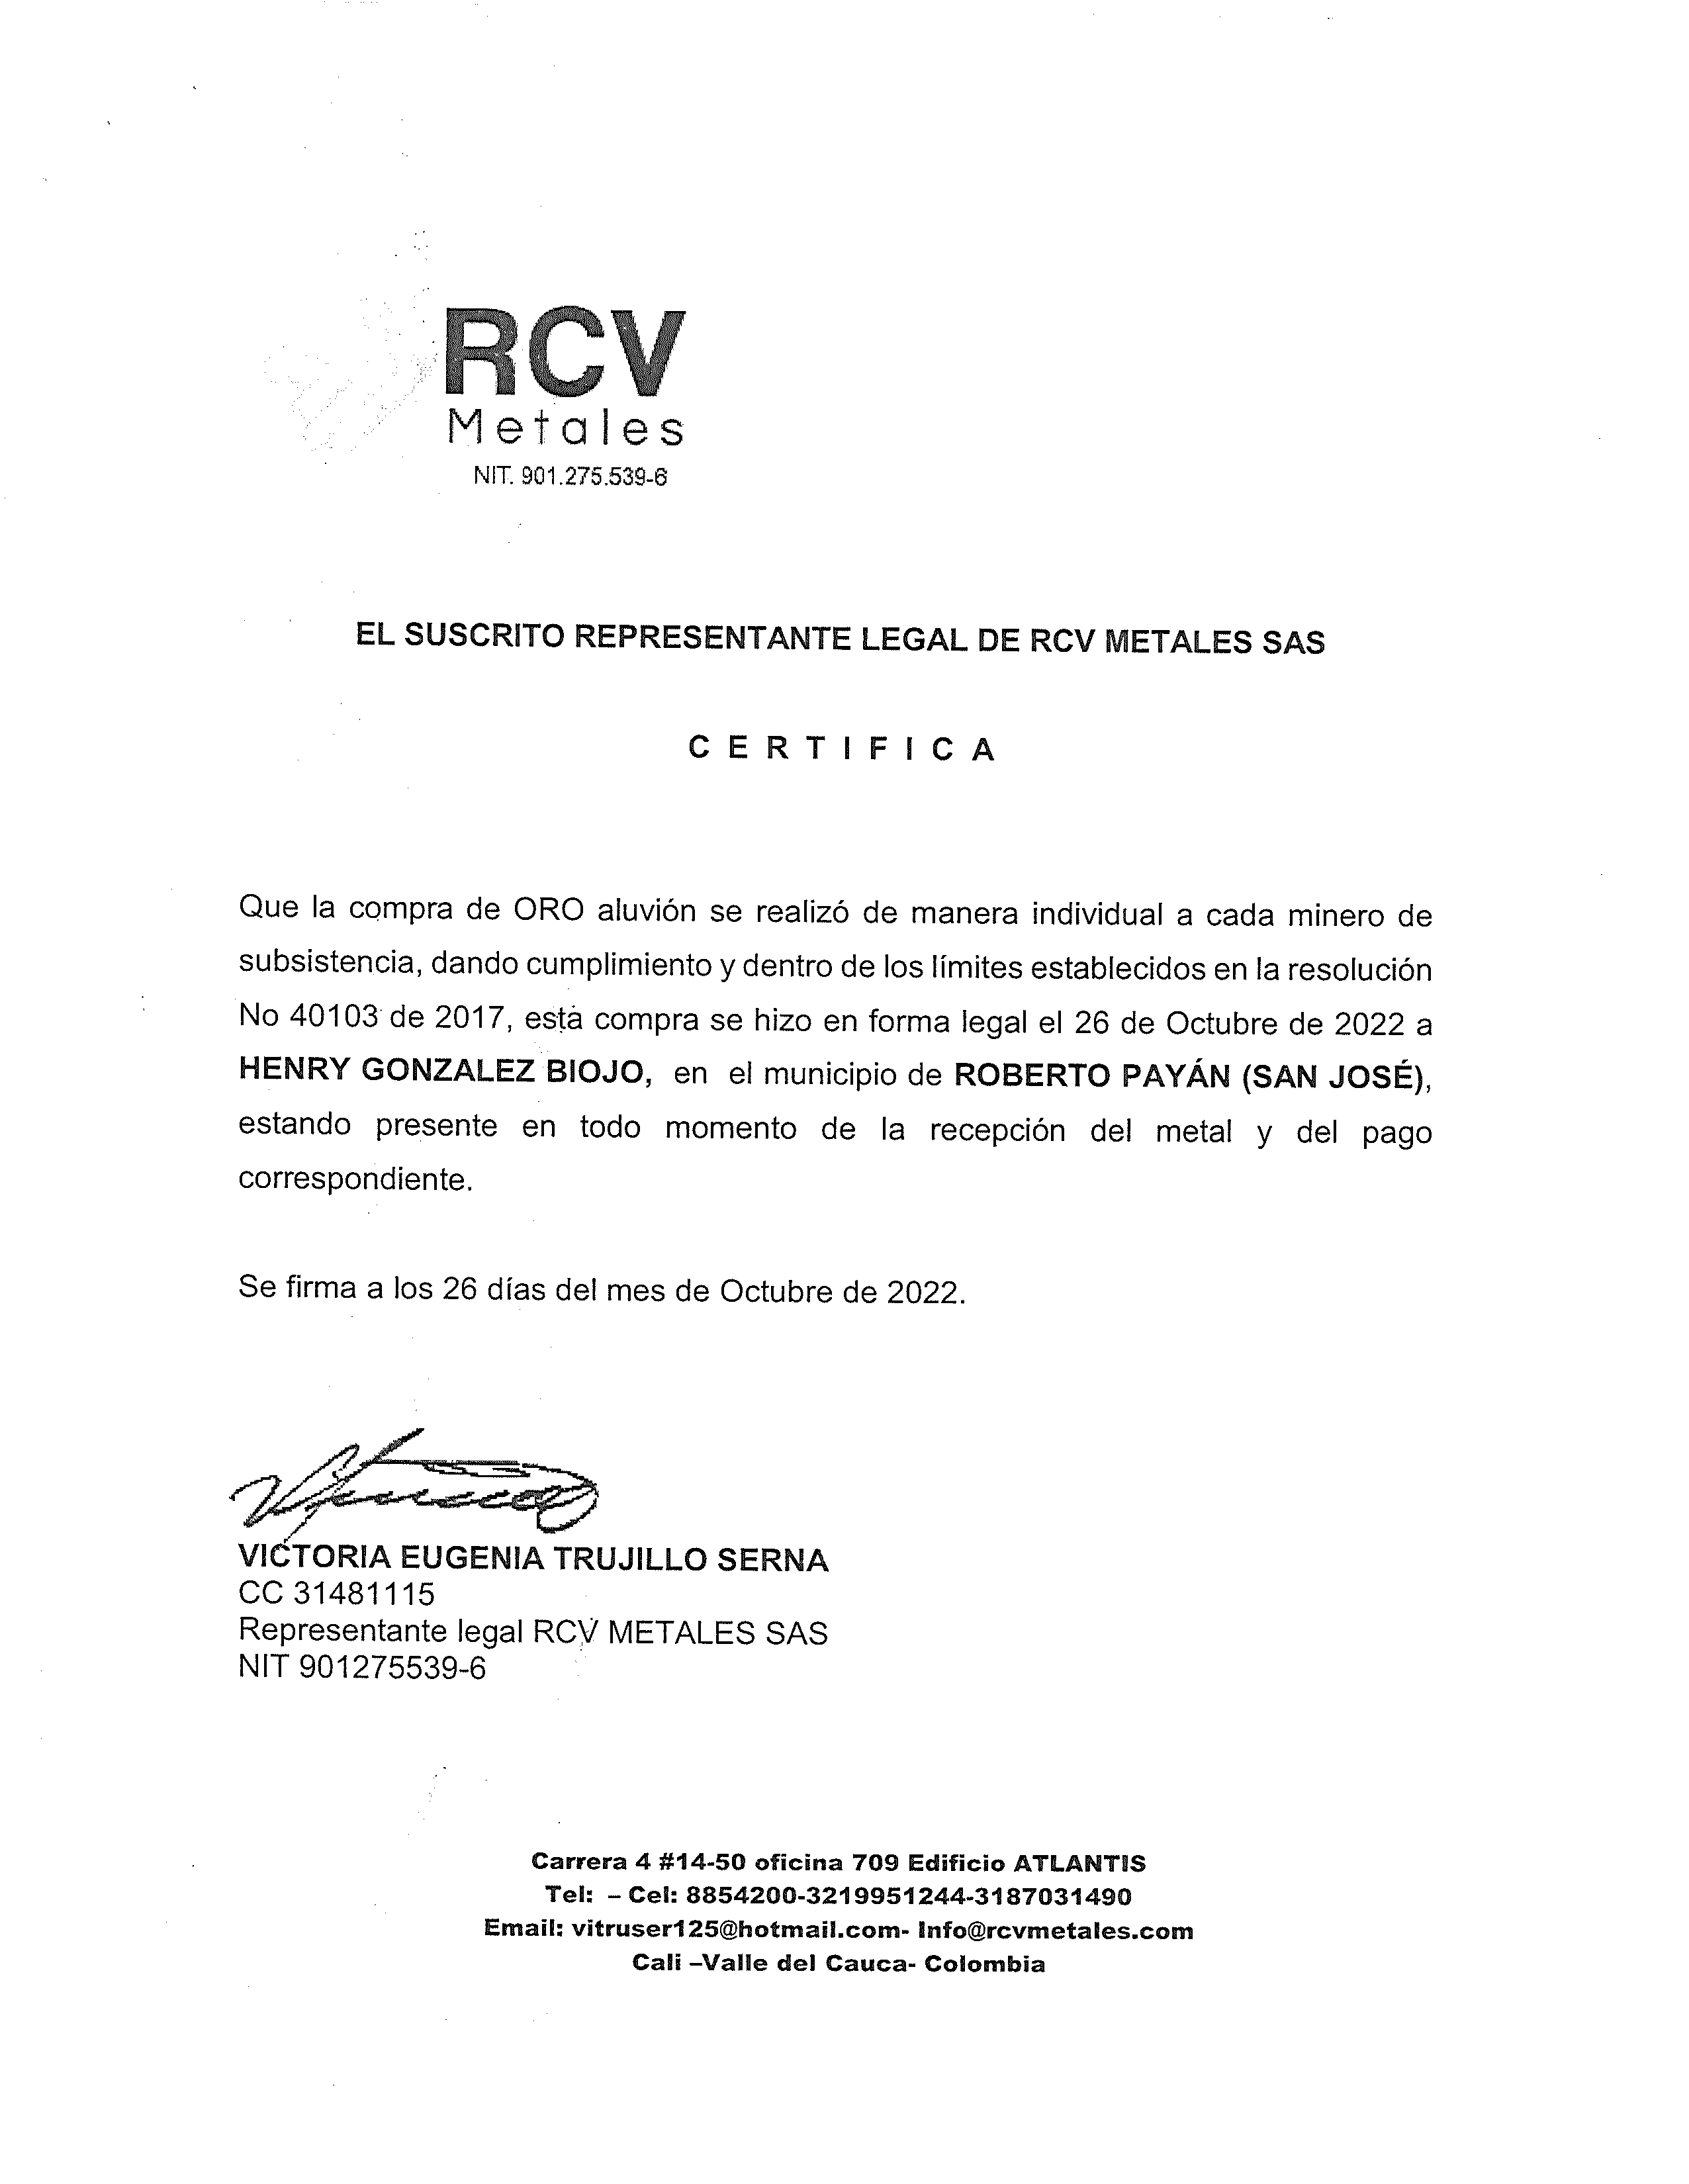 RCV
Metales
NIT. 901.275.539-6
EL SUSCRITO REPRESENTANTE LEGAL DE RCV METALES SAS
C E R T I F I C A
Que la compra de ORO aluvión se realizó de manera individual a cada minero de
subsistencia, dando cumplimiento y dentro de los límites establecidos en la resolución
No 40103 de 2017, esta compra se hizo en forma legal el 26 de Octubre de 2022 a
HENRY GONZALEZ BIOJO, en el municipio de ROBERTO PAYÁN (SAN JOSÉ),
estando presente en todo momento de la recepción del metal y del pago
correspondiente.
Se firma a los 26 días del mes de Octubre de 2022.
VICTORIA EUGENIA TRUJILLO SERNA
CC 31481115
Representante legal RCV METALES SAS
NIT 901275539-6
Carrera 4 #14-50 oficina 709 Edificio ATLANTIS
Tel: – Cel: 8854200-3219951244-3187031490
Email: vitruser125@hotmail.com- Info@rcvmetales.com
Cali –Valle del Cauca- Colombia